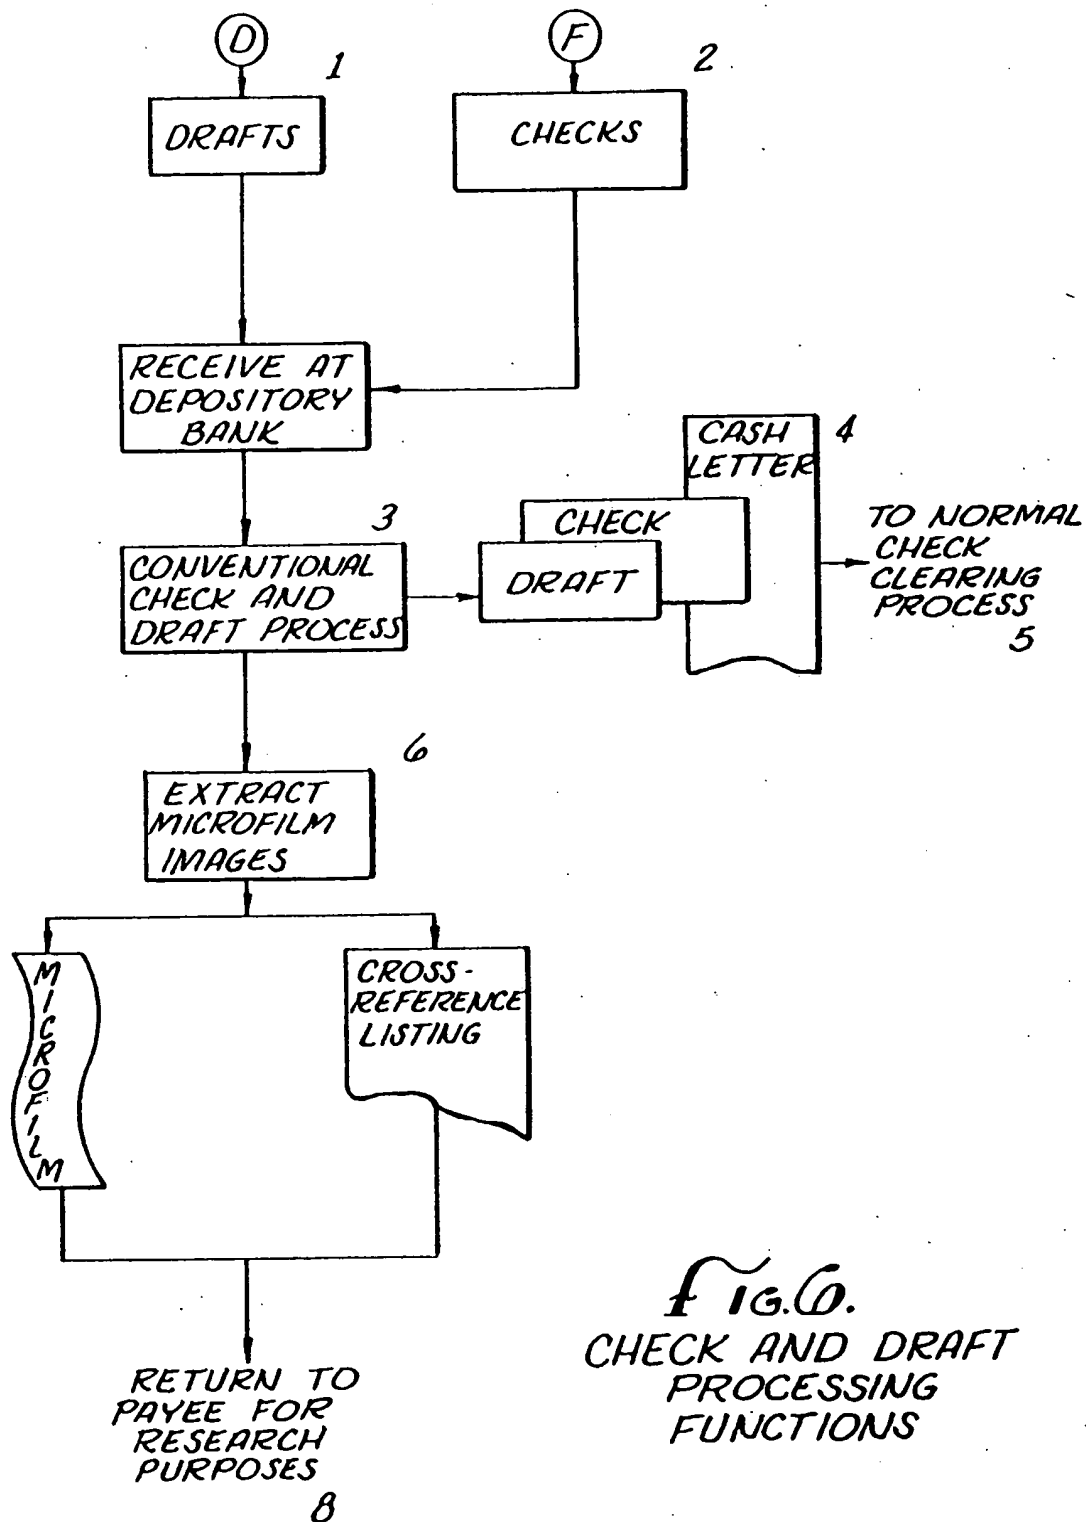 D
F
1
2
DRAFTS
CHECKS
RECEIVE AT
DEPOSITORY
BANK
3
CONVENTIONAL
CHECK AND
DRAFT PROCESS
CHECK
DRAFT
CASH
LETTER
4
TO NORMAL
CHECK
CLEARING
PROCESS
5
6
EXTRACT
MICROFILM
IMAGES
MICROFILM
CROSS-
REFERENCE
LISTING
RETURN TO
PAYEE FOR
RESEARCH
PURPOSES
8
FIG.6.
CHECK AND DRAFT
PROCESSING
FUNCTIONS